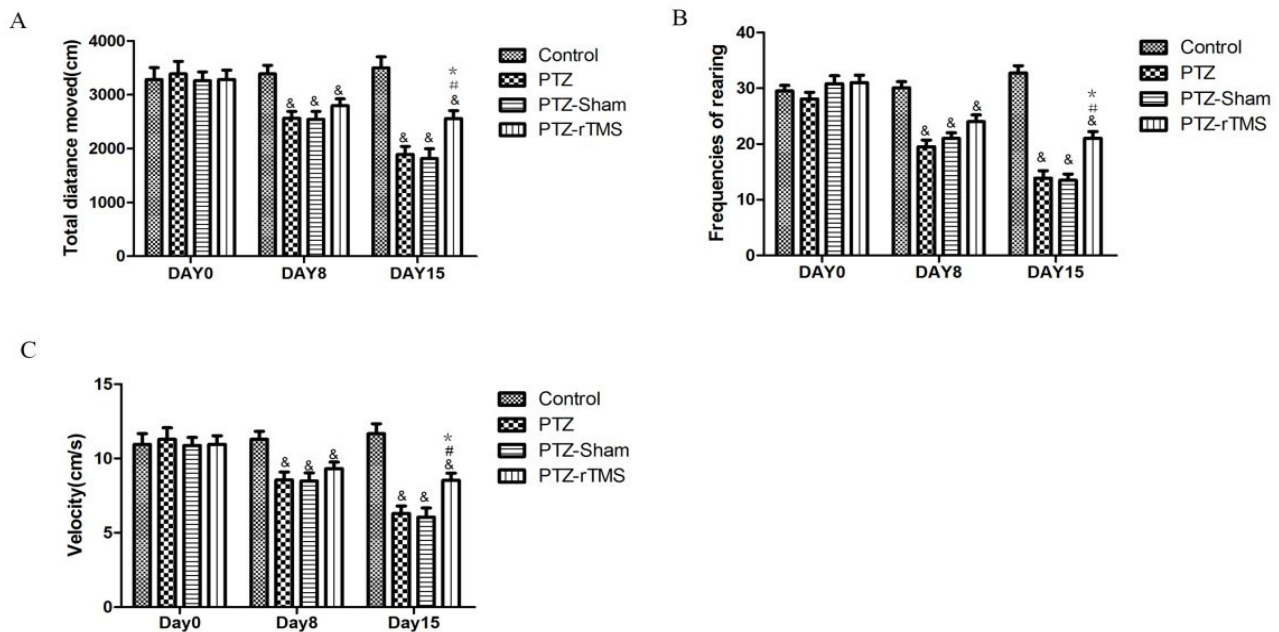 A
Total diatance moved(cm)
4000
3000
2000
1000
0
DAY0
DAY8
DAY15
& & &
& &
*
#
&
Control
PTZ
PTZ-Sham
PTZ-rTMS
B
Frequencies of rearing
40
30
20
10
0
DAY0
DAY8
DAY15
& & &
& &
*
#
&
Control
PTZ
PTZ-Sham
PTZ-rTMS
C
Velocity(cm/s)
15
10
5
0
Day0
Day8
Day15
& & &
& &
*
#
&
Control
PTZ
PTZ-Sham
PTZ-rTMS